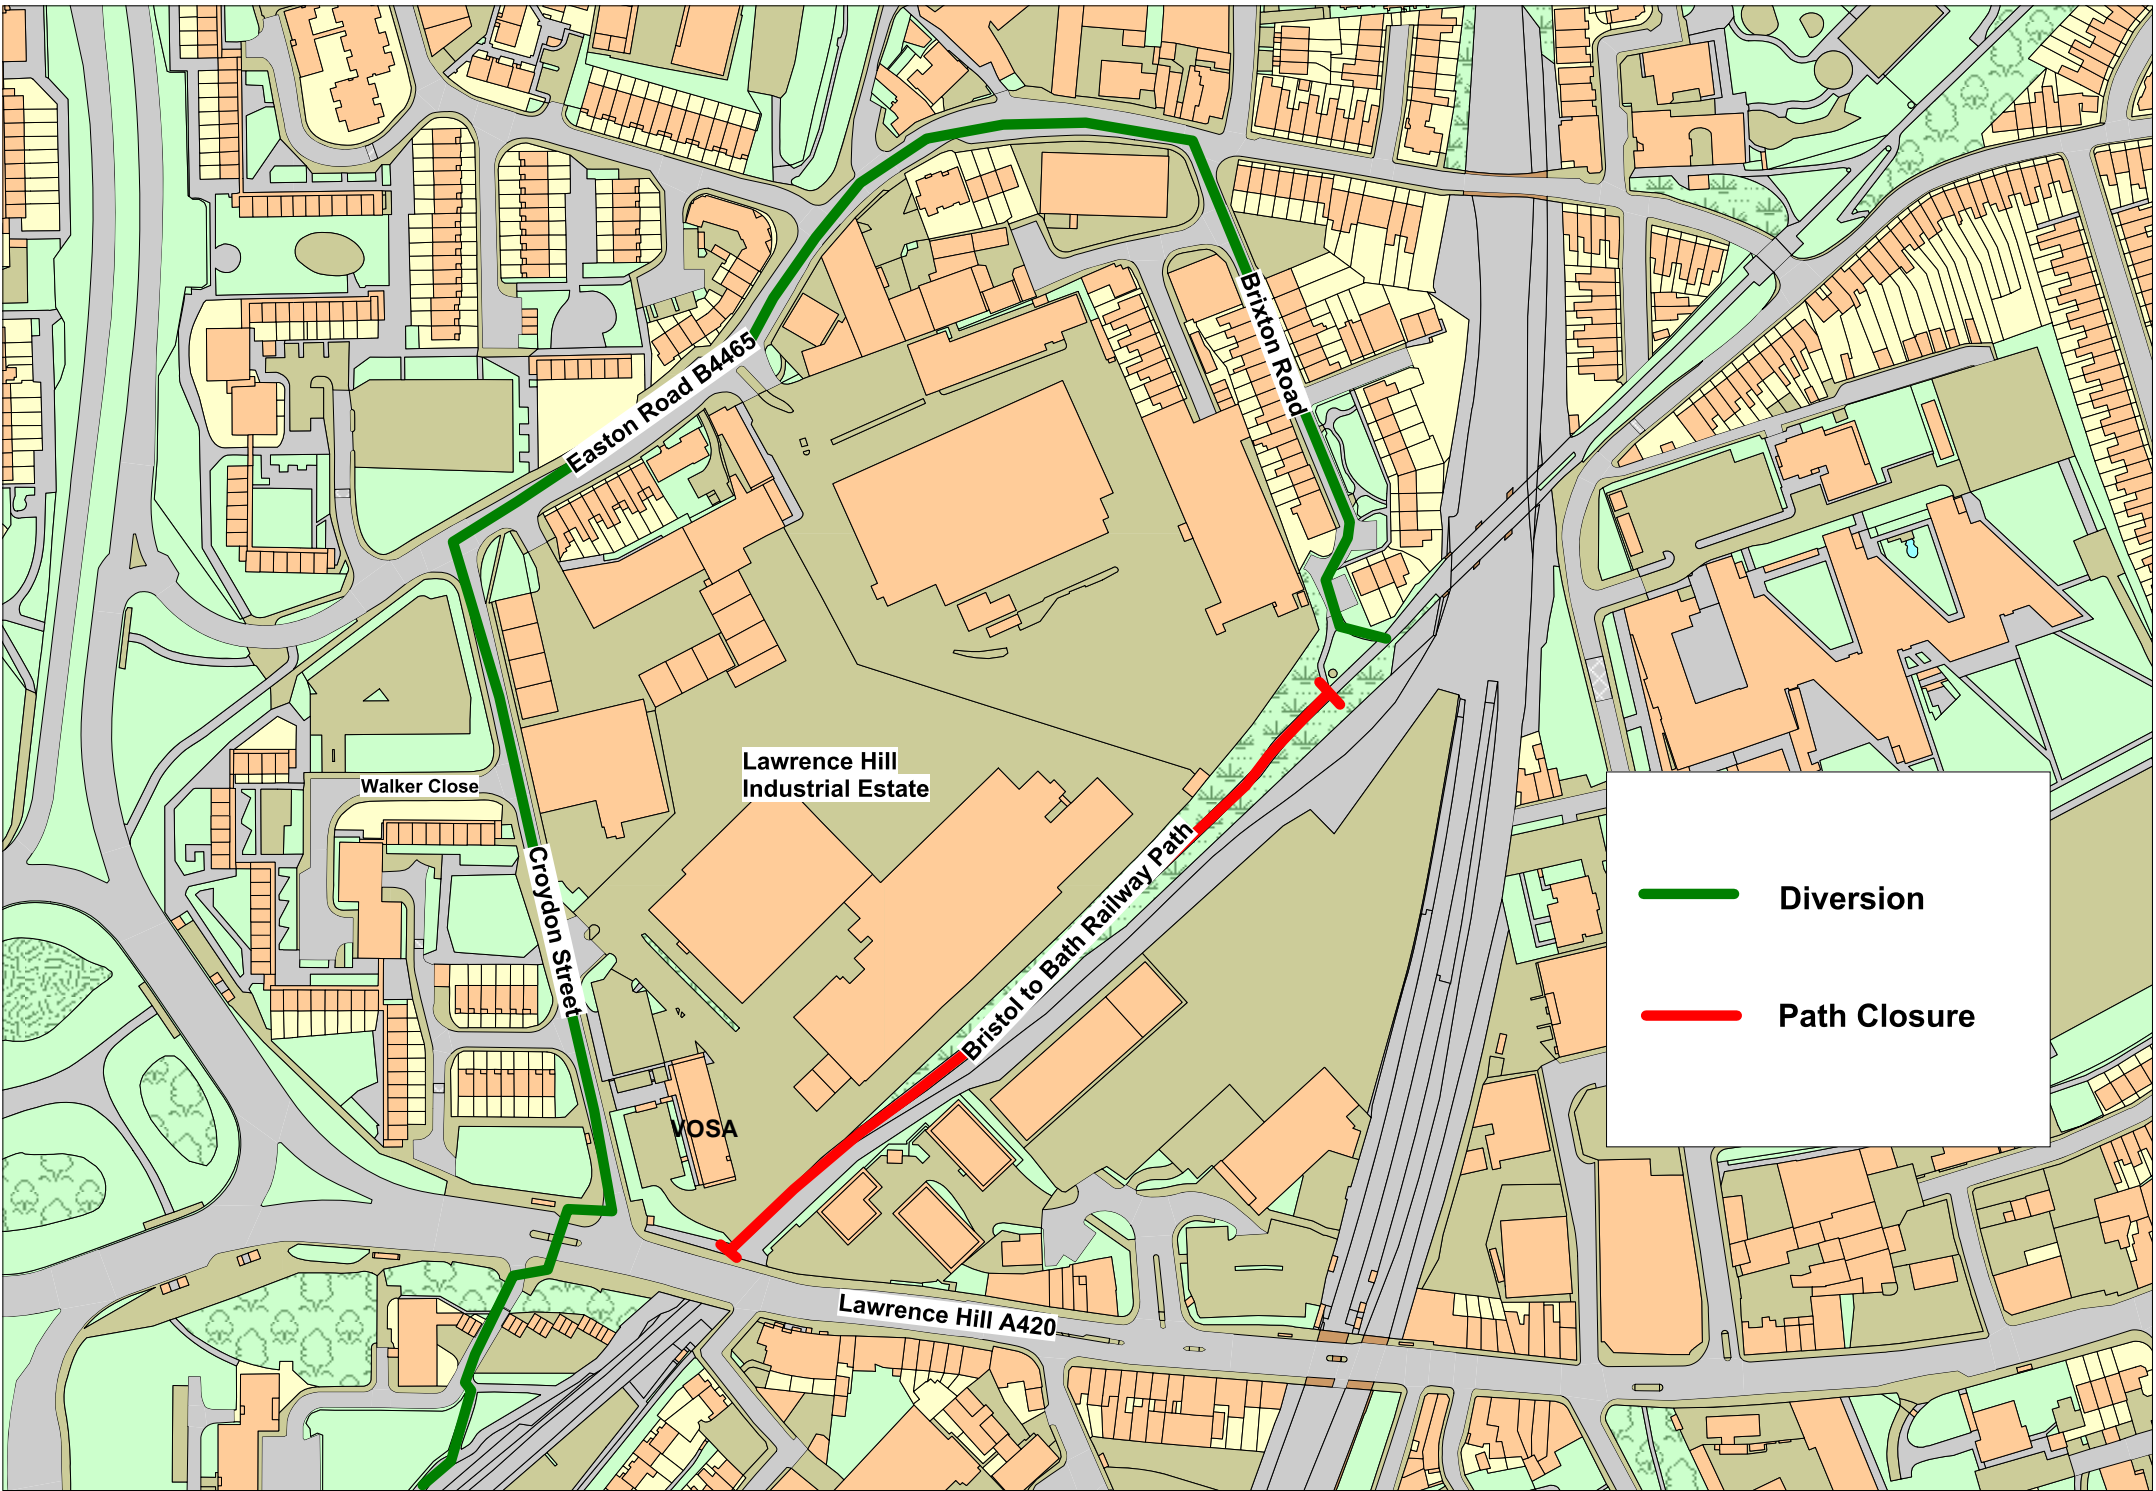 Brixton Road
Easton Road B4465
Lawrence Hill
Industrial Estate
Walker Close
Croydon Street
Bristol to Bath Railway Path
VOSA
Lawrence Hill A420
Diversion
Path Closure